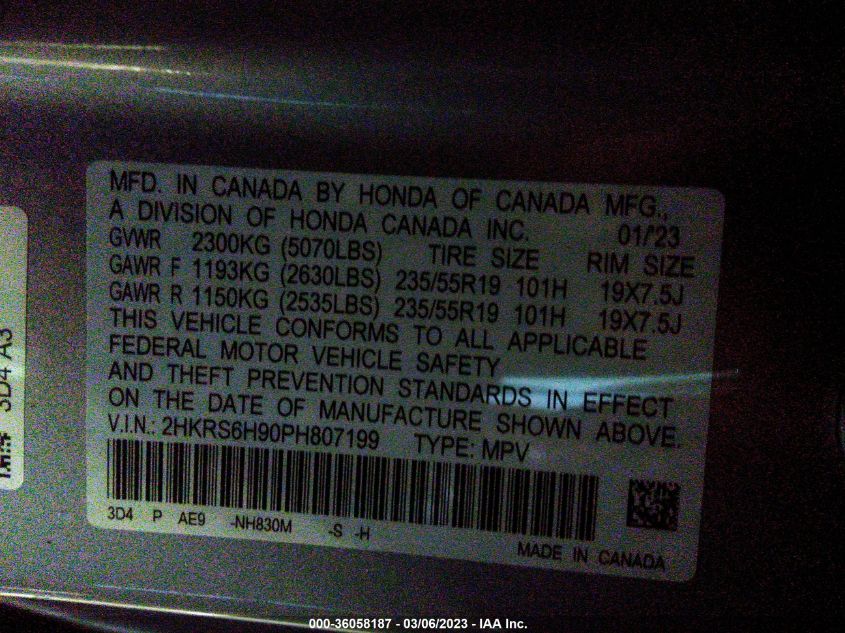 MFD. IN CANADA BY HONDA OF CANADA MFG.,
A DIVISION OF HONDA CANADA INC. 01/'23
GVWR 2300KG (5070LBS) TIRE SIZE RIM SIZE
GAWR F 1193KG (2630LBS) 235/55R19 101H 19X7.5J
GAWR R 1150KG (2535LBS) 235/55R19 101H 19X7.5J
THIS VEHICLE CONFORMS TO ALL APPLICABLE
FEDERAL MOTOR VEHICLE SAFETY
AND THEFT PREVENTION STANDARDS IN EFFECT
ON THE DATE OF MANUFACTURE SHOWN ABOVE.
V.I.N.: 2HKRS6H90PH807199 TYPE: MPV
3D4 P AE9 -NH830M -S -H
MADE IN CANADA
3D4 A3
000-36058187 - 03/06/2023 - IAA Inc.